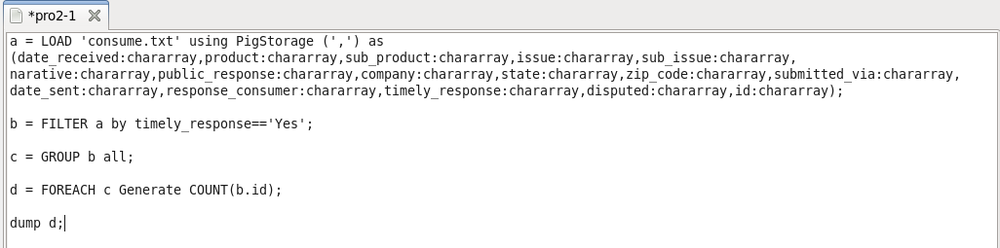 *pro2-1
a = LOAD 'consume.txt' using PigStorage (',') as
(date_received:chararray,product:chararray,sub_product:chararray,issue:chararray,sub_issue:chararray,
narative:chararray,public_response:chararray,company:chararray,state:chararray,zip_code:chararray,submitted_via:chararray,
date_sent:chararray,response_consumer:chararray,timely_response:chararray,disputed:chararray,id:chararray);
b = FILTER a by timely_response=='Yes';
c = GROUP b all;
d = FOREACH c Generate COUNT(b.id);
dump d;